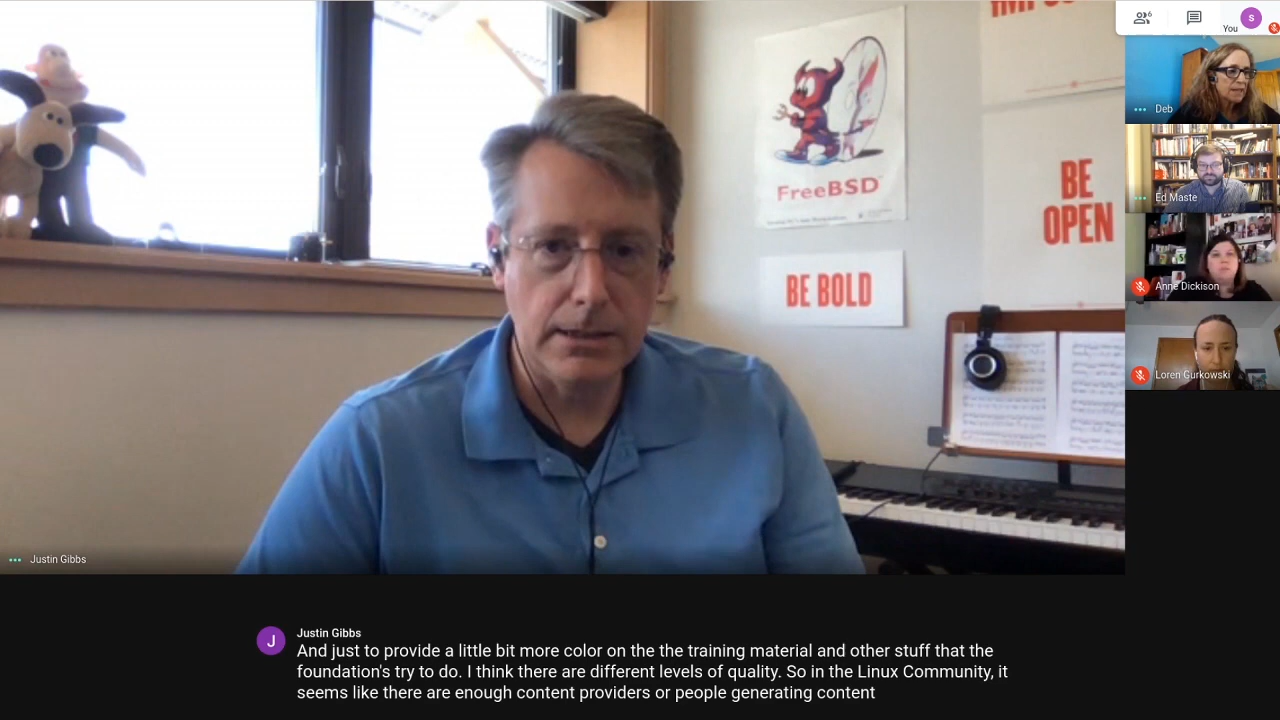 6
You
S
Deb
Ed Maste
Anne Dickison
Loren Gurkowski
FreeBSD
BE
OPEN
BE BOLD
Justin Gibbs
J
Justin Gibbs
And just to provide a little bit more color on the the training material and other stuff that the
foundation's try to do. I think there are different levels of quality. So in the Linux Community, it
seems like there are enough content providers or people generating content